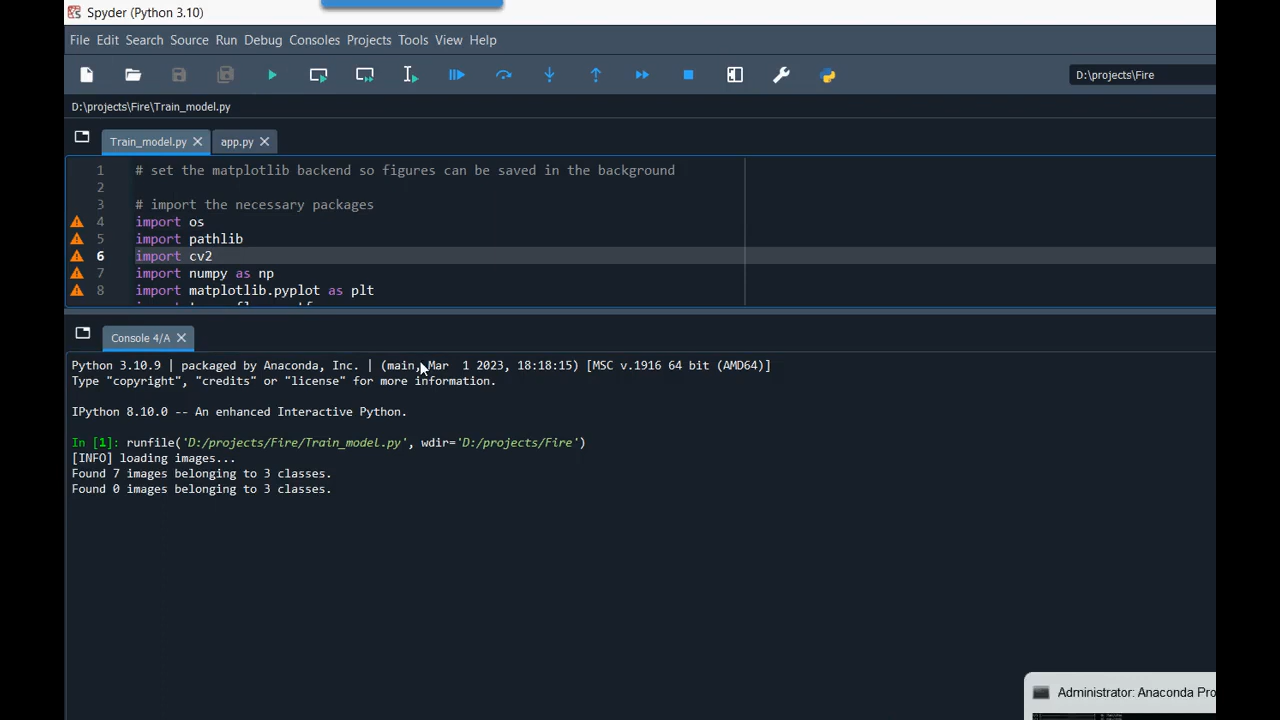 Spyder (Python 3.10)
File Edit Search Source Run Debug Consoles Projects Tools View Help
D:\projects\Fire
D:\projects\Fire\Train_model.py
Train_model.py app.py
1 # set the matplotlib backend so figures can be saved in the background
2
3 # import the necessary packages
4 import os
5 import pathlib
6 import cv2
7 import numpy as np
8 import matplotlib.pyplot as plt
Console 4/A
Python 3.10.9 | packaged by Anaconda, Inc. | (main, Mar  1 2023, 18:18:15) [MSC v.1916 64 bit (AMD64)]
Type "copyright", "credits" or "license" for more information.
IPython 8.10.0 -- An enhanced Interactive Python.
In [1]: runfile('D:/projects/Fire/Train_model.py', wdir='D:/projects/Fire')
[INFO] loading images...
Found 7 images belonging to 3 classes.
Found 0 images belonging to 3 classes.
Administrator: Anaconda Pro